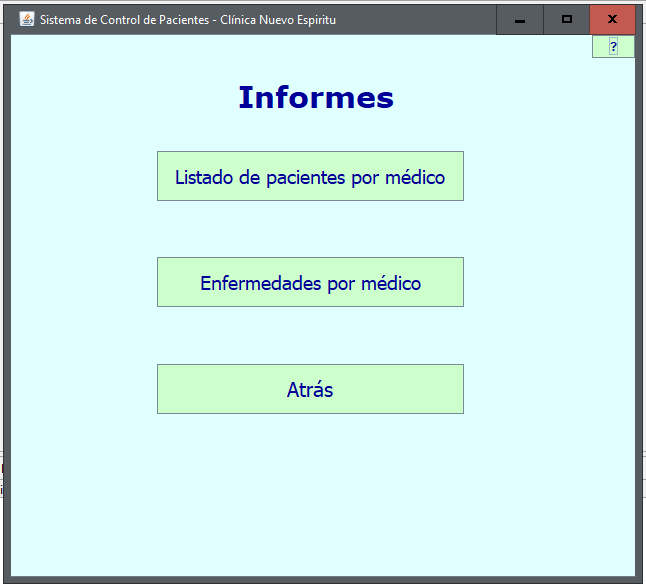 Sistema de Control de Pacientes - Clínica Nuevo Espiritu
?
Informes
Listado de pacientes por médico
Enfermedades por médico
Atrás